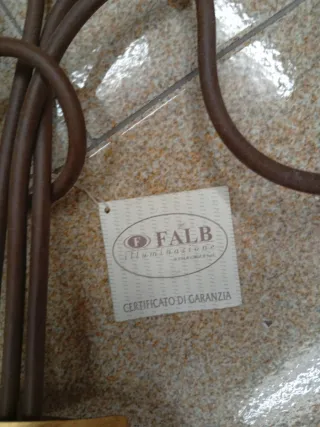 F FALB
illuminazione
CERTIFICATO DI GARANZIA